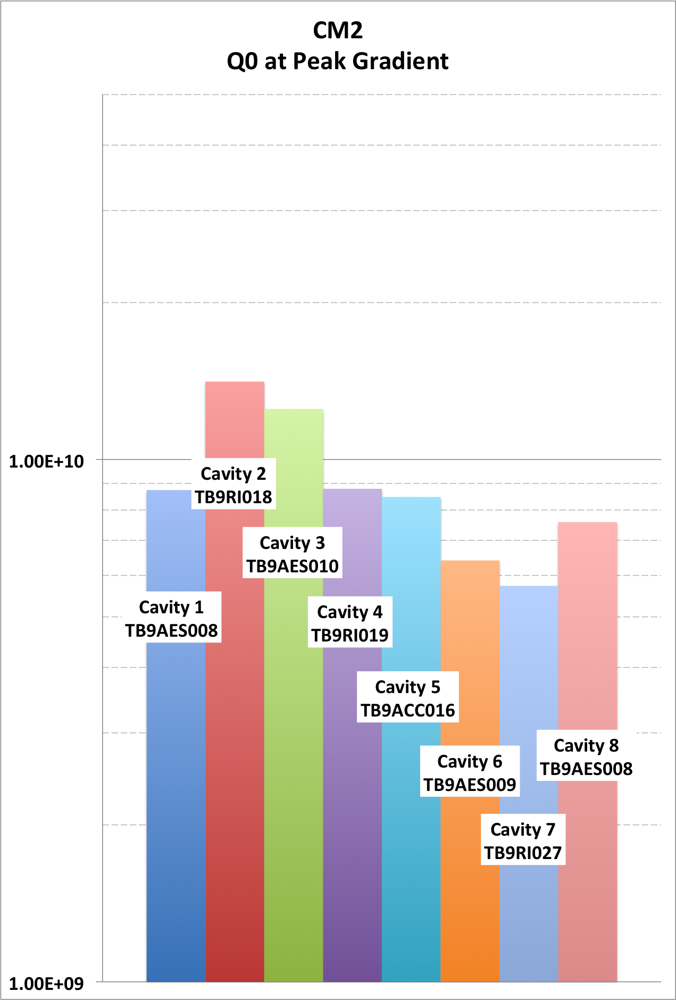 CM2
Q0 at Peak Gradient
1.00E+10
Cavity 2
TB9RI018
Cavity 3
TB9AES010
Cavity 1
TB9AES008
Cavity 4
TB9RI019
Cavity 5
TB9ACC016
Cavity 8
TB9AES008
Cavity 6
TB9AES009
Cavity 7
TB9RI027
1.00E+09